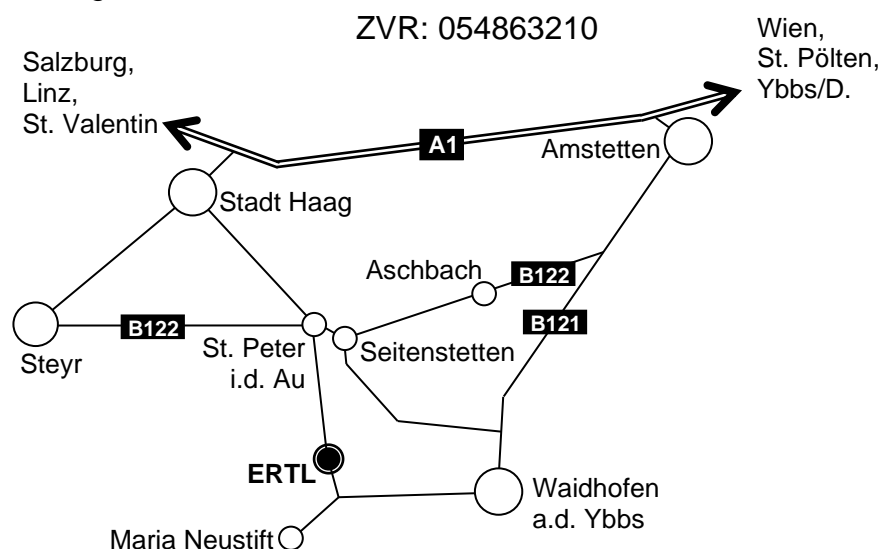 ZVR: 054863210
Wien,
St. Pölten,
Ybbs/D.
Salzburg,
Linz,
St. Valentin
A1
Amstetten
Stadt Haag
Aschbach
B122
B122
B121
Steyr
St. Peter
i.d. Au
Seitenstetten
ERTL
Waidhofen
a.d. Ybbs
Maria Neustift